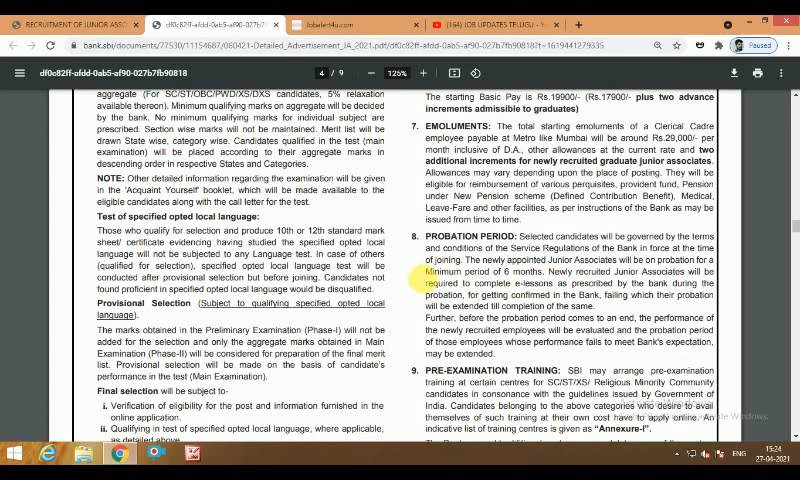 RECRUITMENT OF JUNIOR ASSO
df0c82ff-afdd-0ab5-af90-027b7fb9
/obalert4u.com
(164) JOB UPDATES TELUGU - Y
bank.sbi/documents/77530/11154687/060421-Detailed_Advertisement_JA_2021.pdf/df0c82ff-afdd-0ab5-af90-027b7fb90818?t=1619441279335
Paused
df0c82ff-afdd-0ab5-af90-027b7fb90818
4 / 9
125%
aggregate (For SC/ST/OBC/PWD/XS/DXS candidates, 5% relaxation
available thereon). Minimum qualifying marks on aggregate will be decided
by the bank. No minimum qualifying marks for individual subject are
prescribed. Section wise marks will not be maintained. Merit list will be
drawn State wise, category wise. Candidates qualified in the test (main
examination) will be placed according to their aggregate marks in
descending order in respective States and Categories.
NOTE: Other detailed information regarding the examination will be given in
the 'Acquaint Yourself' booklet, which will be made available to the
eligible candidates along with the call letter for the test.
Test of specified opted local language:
Those who qualify for selection and produce 10th or 12th standard mark
sheet/ certificate evidencing having studied the specified opted local
language will not be subjected to any Language test. In case of others
(qualified for selection), specified opted local language test will be
conducted after provisional selection but before joining. Candidates not
found proficient in specified opted local language would be disqualified.
Provisional Selection (Subject to qualifying specified opted local
language).
The marks obtained in the Preliminary Examination (Phase-I) will not be
added for the selection and only the aggregate marks obtained in
Main Examination (Phase-II) will be considered for preparation of the final merit
list. Provisional selection will be made on the basis of candidate's
performance in the test (Main Examination).
Final selection will be subject to-
i. Verification of eligibility for the post and information furnished in the
online application.
ii. Qualifying in test of specified opted local language, where applicable,
as detailed above
The starting Basic Pay is Rs.19900/- (Rs.17900/- plus two advance
increments admissible to graduates)
7. EMOLUMENTS: The total starting emoluments of a Clerical Cadre
employee payable at Metro like Mumbai will be around Rs.29,000/- per
month inclusive of D.A., other allowances at the current rate and two
additional increments for newly recruited graduate junior associates.
Allowances may vary depending upon the place of posting. They will be
eligible for reimbursement of various perquisites, provident fund, Pension
under New Pension scheme (Defined Contribution Benefit), Medical,
Leave-Fare and other facilities, as per instructions of the Bank as may be
issued from time to time.
8. PROBATION PERIOD: Selected candidates will be governed by the terms
and conditions of the Service Regulations of the Bank in force at the time
of joining. The newly appointed Junior Associates will be on probation for a
Minimum period of 6 months. Newly recruited Junior Associates will be
required to complete e-lessons as prescribed by the bank during the
probation, for getting confirmed in the Bank, failing which their probation
will be extended till completion of the same.
Further, before the probation period comes to an end, the performance of
the newly recruited employees will be evaluated and the probation period
of those employees whose performance fails to meet Bank's expectation,
may be extended.
9. PRE-EXAMINATION TRAINING: SBI may arrange pre-examination
training at certain centres for SC/ST/XS/ Religious Minority Community
candidates in consonance with the guidelines issued by Government of
India. Candidates belonging to the above categories who desire to avail
themselves of such training at their own cost have to apply online. An
indicative list of training centres is given as "Annexure-I".
ENG
15:24
27-04-2021